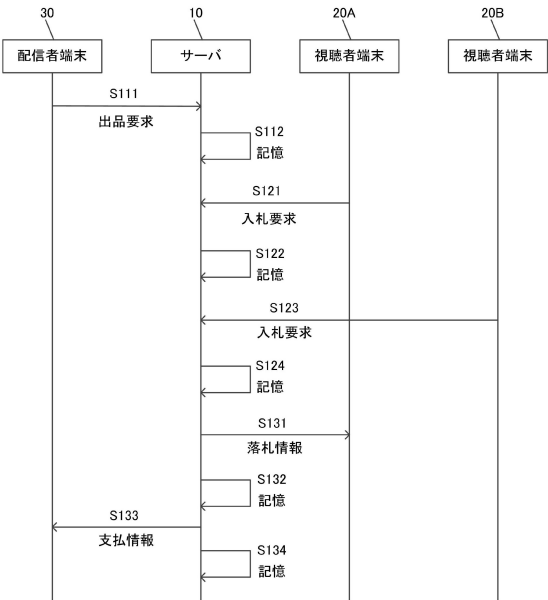 30
10
20A
20B
配信者端末
サーバ
視聴者端末
視聴者端末
S111
出品要求
S112
記憶
S121
入札要求
S122
記憶
S123
入札要求
S124
記憶
S131
落札情報
S132
記憶
S133
支払情報
S134
記憶